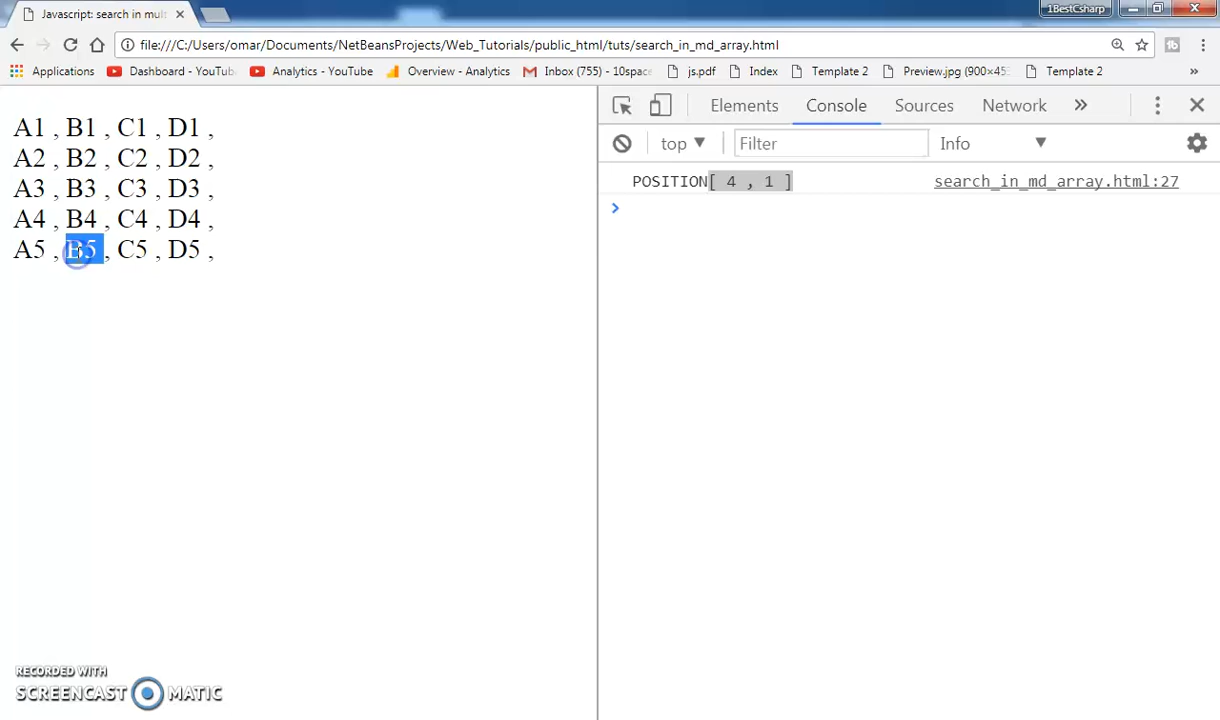 Javascript: search in mul
1BestCsharp
file:///C:/Users/omar/Documents/NetBeansProjects/Web_Tutorials/public_html/tuts/search_in_md_array.html
Applications Dashboard - YouTub Analytics - YouTube Overview - Analytics Inbox (755) - 10space js.pdf Index Template 2 Preview.jpg (900×45 Template 2 »
Elements Console Sources Network »
top ▼ Filter Info ▼
A1 , B1 , C1 , D1 ,
A2 , B2 , C2 , D2 ,
A3 , B3 , C3 , D3 ,
A4 , B4 , C4 , D4 ,
A5 , B5 , C5 , D5 ,
POSITION[ 4 , 1 ] search_in_md_array.html:27
RECORDED WITH
SCREENCAST MATIC